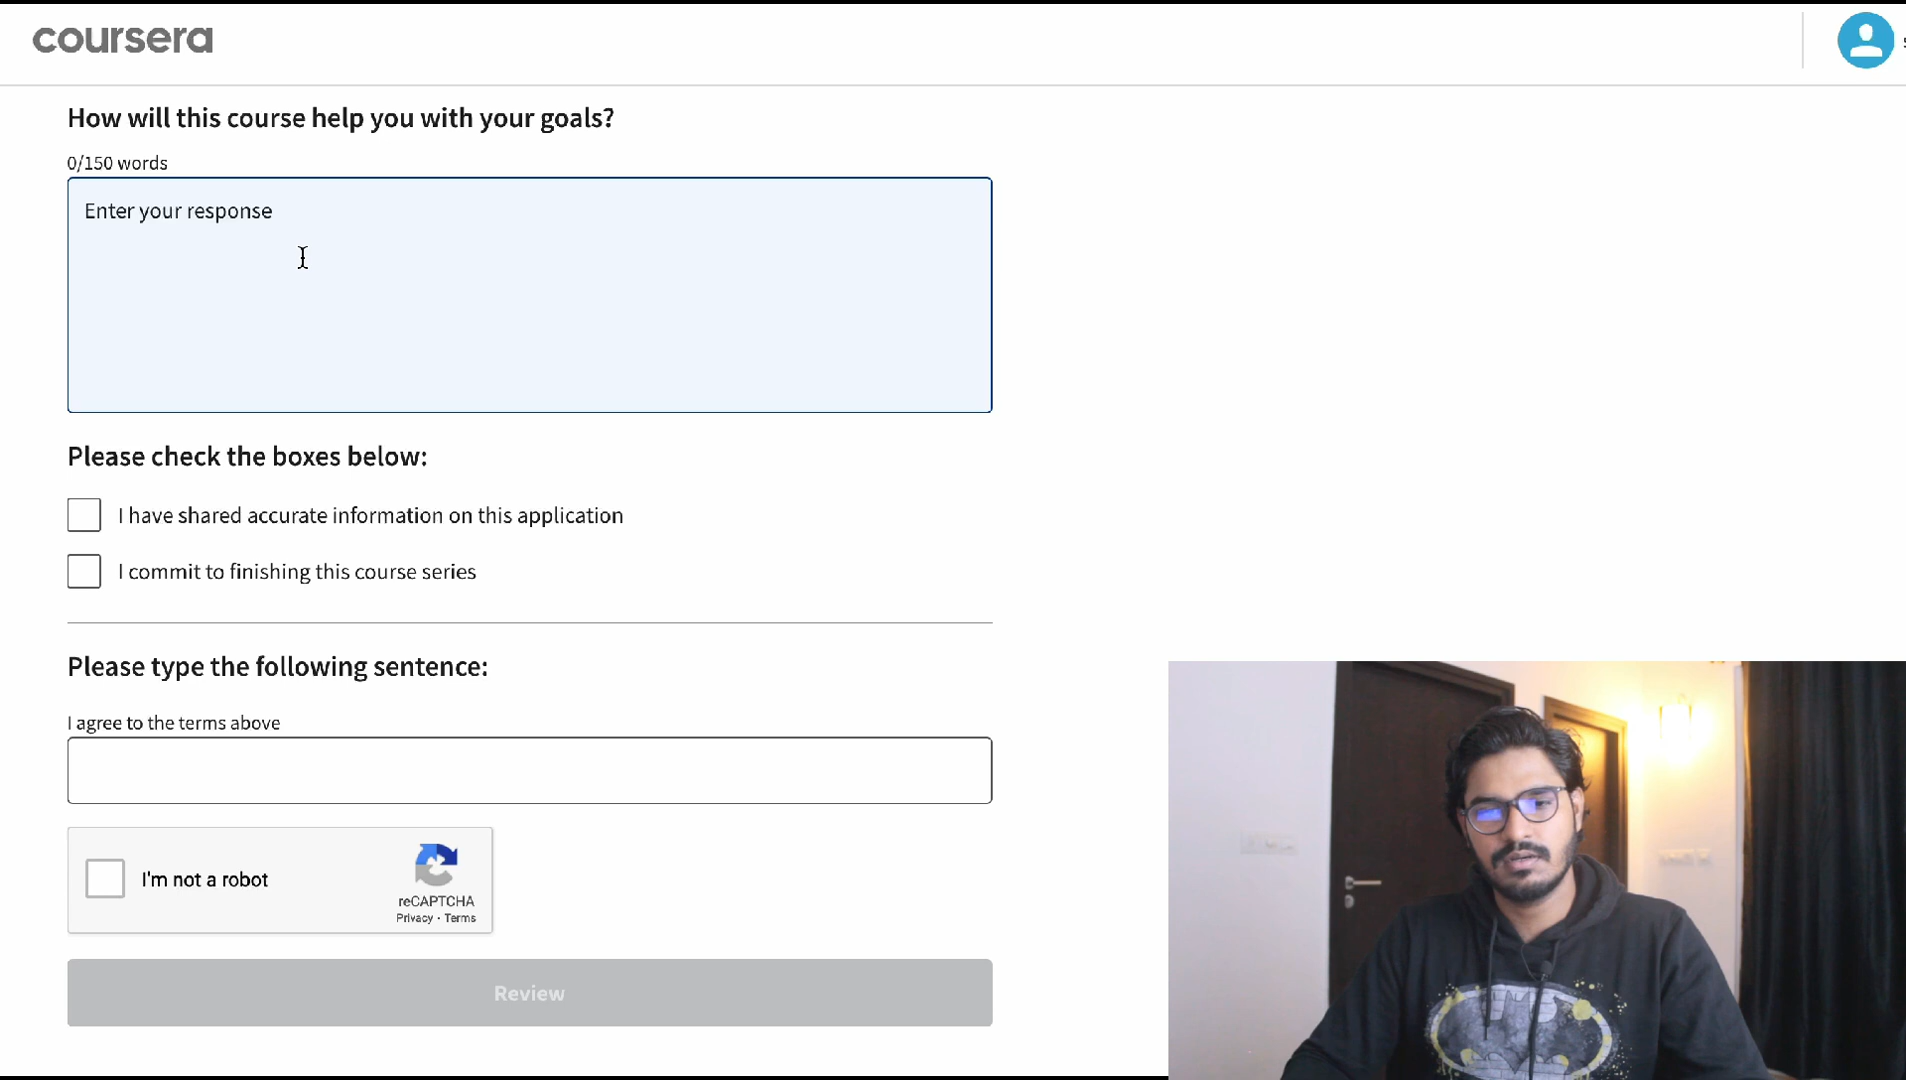 coursera
How will this course help you with your goals?
0/150 words
Enter your response
Please check the boxes below:
I have shared accurate information on this application
I commit to finishing this course series
Please type the following sentence:
I agree to the terms above
I'm not a robot
reCAPTCHA
Privacy - Terms
Review